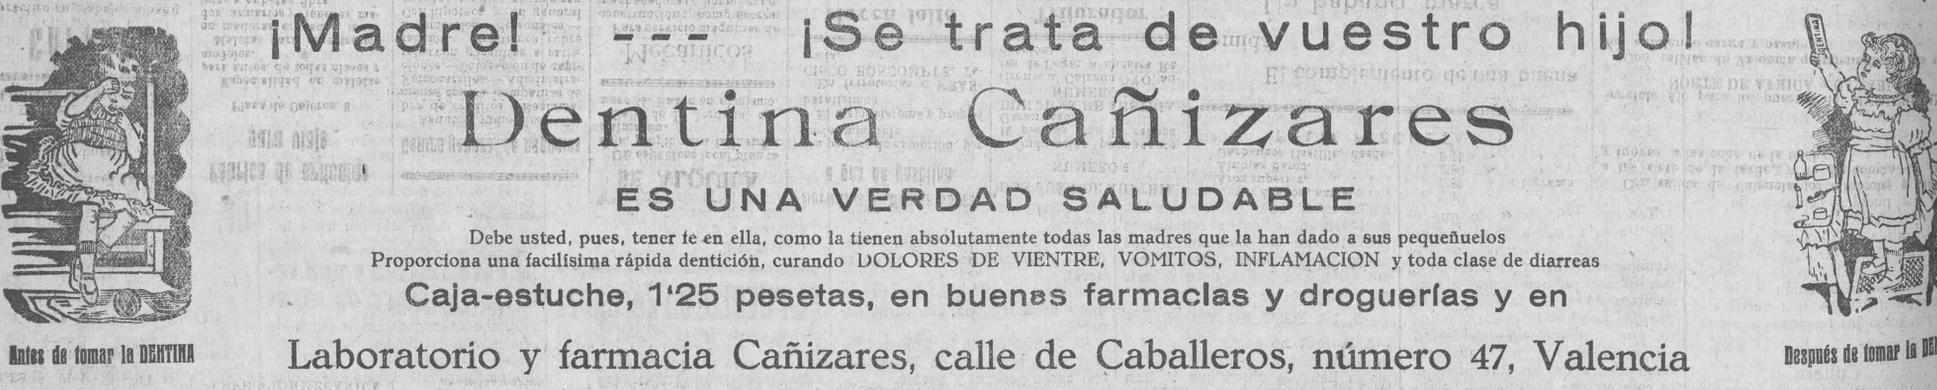 ¡Madre! --- ¡Se trata de vuestro hijo!
Dentina Cañizares
ES UNA VERDAD SALUDABLE
Debe usted, pues, tener fe en ella, como la tienen absolutamente todas las madres que la han dado a sus pequeñuelos
Proporciona una facilísima rápida dentición, curando DOLORES DE VIENTRE, VOMITOS, INFLAMACION y toda clase de diarreas
Caja-estuche, 1'25 pesetas, en buenas farmacias y droguerías y en
Laboratorio y farmacia Cañizares, calle de Caballeros, número 47, Valencia
Antes de tomar la DENTINA
DENTINA
Después de tomar la DE